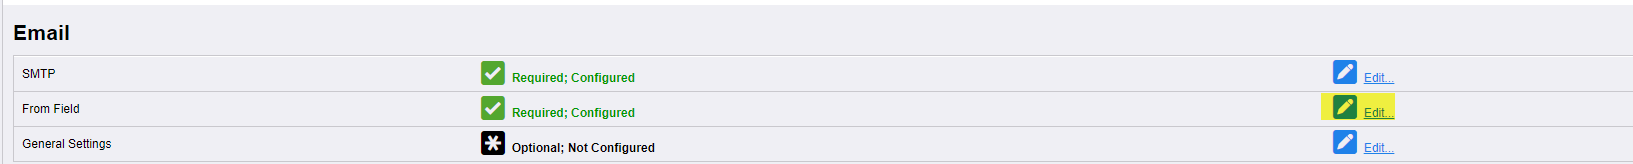 Email
SMTP Required; Configured Edit...
From Field Required; Configured Edit...
General Settings Optional; Not Configured Edit...